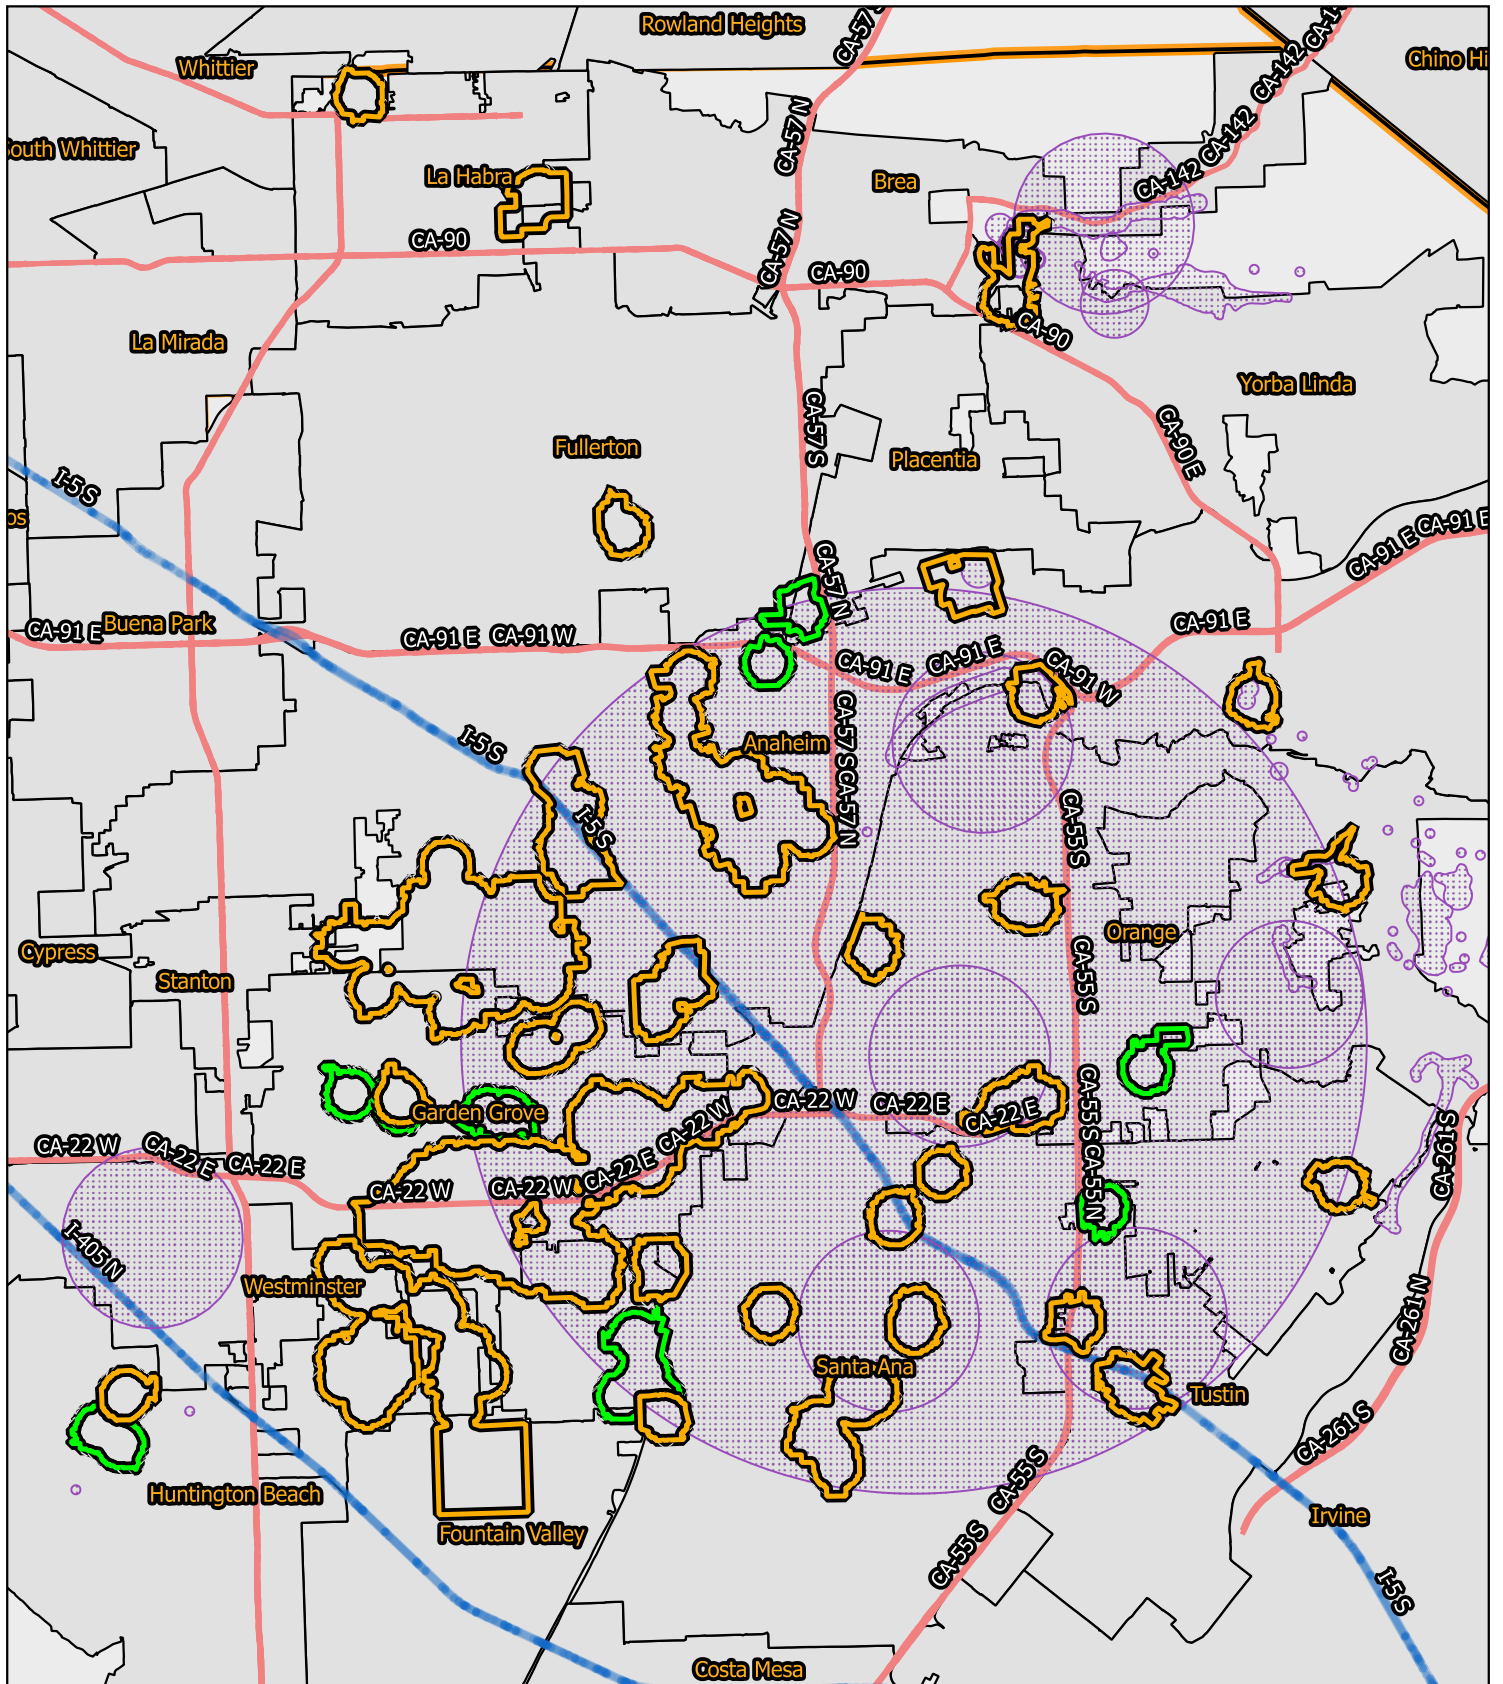 Rowland Heights
CA-57 S
CA-14
Whittier
CA-142
Chino Hi
CA-57 N
CA-142
South Whittier
La Habra
Brea
CA-142
CA-90
CA-57 N
CA-90
CA-90
La Mirada
Yorba Linda
CA-57 S
Fullerton
Placentia
CA-90 E
I-5 S
os
CA-91 E
CA-91 E
CA-57 N
CA-91 E
Buena Park
CA-91 E
CA-91 W
CA-91 E
CA-91 E
CA-91 E
CA-91 W
I-5 S
Anaheim
CA-57 S
CA-57 N
I-5 S
CA-55 S
Cypress
Stanton
Orange
CA-55 S
Garden Grove
CA-22 W
CA-22 E
CA-22 E
CA-55 S
CA-22 W
CA-22 E
CA-22 W
CA-22 E
CA-261 S
CA-22 E
CA-22 W
CA-22 W
CA-55 N
I-405 N
Westminster
CA-261 N
Santa Ana
Tustin
CA-261 S
Huntington Beach
CA-55 S
Irvine
Fountain Valley
CA-55 S
I-5 S
Costa Mesa